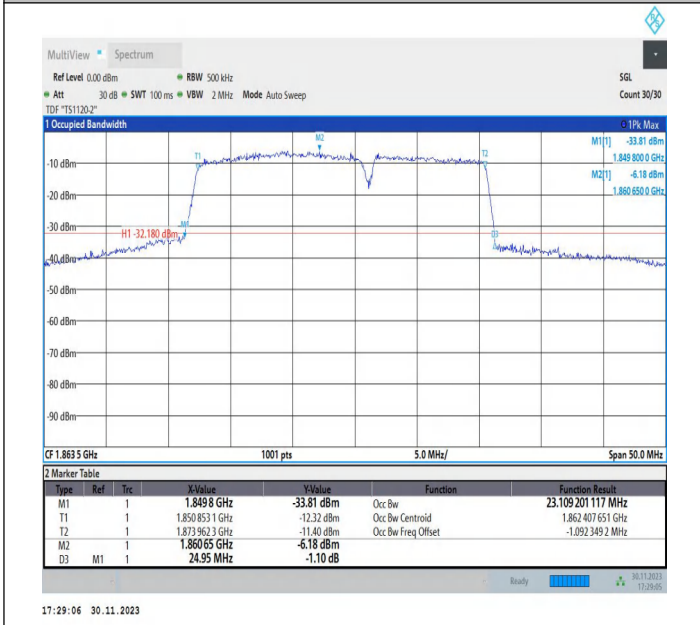 MultiView Spectrum
Ref Level 0.00 dBm RBW 500 kHz SGL
Att 30 dB SWT 100 ms VBW 2 MHz Mode Auto Sweep Count 30/30
TDF "TS1120-2"
1 Occupied Bandwidth 1Pk Max
M1[1] -33.81 dBm
1.849 800 0 GHz
M2[1] -6.18 dBm
1.860 650 0 GHz
M2
T1 T2
-10 dBm
-20 dBm
-30 dBm
M1
H1 -32.180 dBm
D3
-40 dBm
-50 dBm
-60 dBm
-70 dBm
-80 dBm
-90 dBm
CF 1.863 5 GHz 1001 pts 5.0 MHz/ Span 50.0 MHz
2 Marker Table
Type Ref Trc X-Value Y-Value Function Function Result
M1 1 1.849 8 GHz -33.81 dBm Occ Bw 23.109 201 117 MHz
T1 1 1.850 853 1 GHz -12.32 dBm Occ Bw Centroid 1.862 407 651 GHz
T2 1 1.873 962 3 GHz -11.40 dBm Occ Bw Freq Offset -1.092 349 2 MHz
M2 1 1.860 65 GHz -6.18 dBm
D3 M1 1 24.95 MHz -1.10 dB
Ready 30.11.2023
17:29:05
17:29:06 30.11.2023